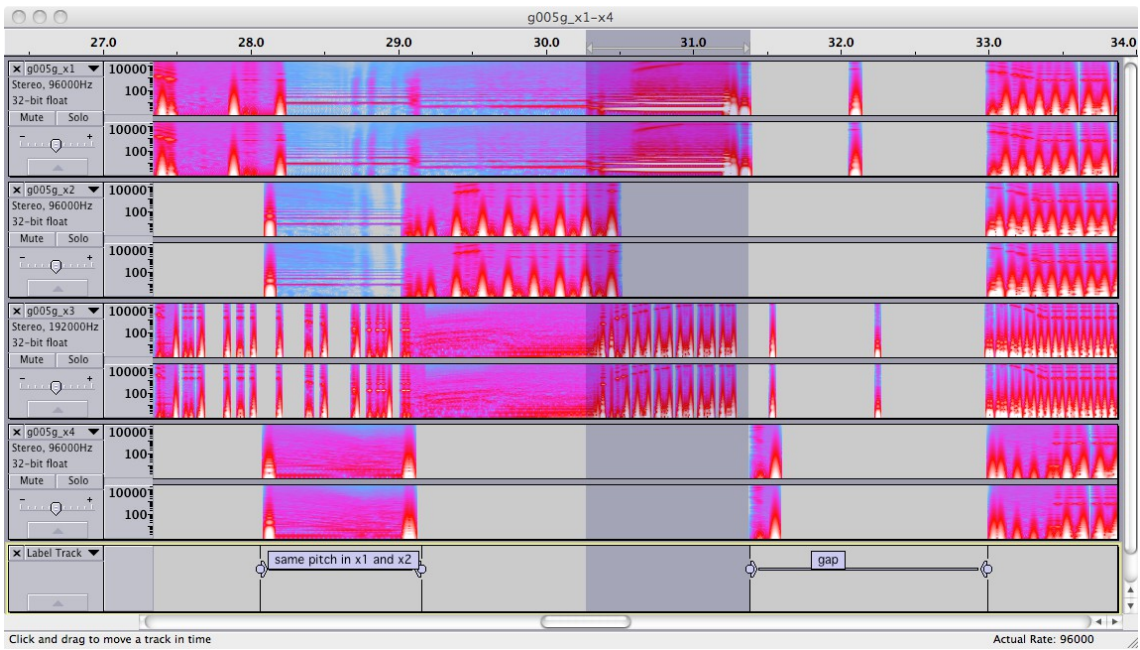 g005g_x1-x4
27.0 28.0 29.0 30.0 31.0 32.0 33.0 34.0
g005g_x1
Stereo, 96000Hz
32-bit float
Mute Solo
- +
10000
100
10000
100
g005g_x2
Stereo, 96000Hz
32-bit float
Mute Solo
- +
10000
100
10000
100
g005g_x3
Stereo, 192000Hz
32-bit float
Mute Solo
- +
10000
100
10000
100
g005g_x4
Stereo, 96000Hz
32-bit float
Mute Solo
- +
10000
100
10000
100
Label Track
same pitch in x1 and x2 gap
Click and drag to move a track in time Actual Rate: 96000